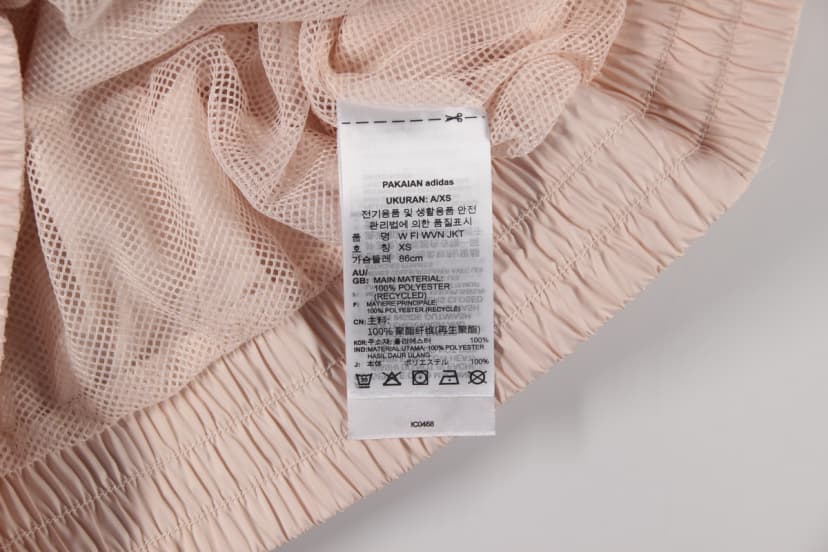 PAKAIAN adidas
UKURAN: A/XS
전기용품 및 생활용품 안전
관리법에 의한 품질표시
품 명 W FI WVN JKT
호 칭 XS
가슴둘레 86cm
AU/
GB: MAIN MATERIAL:
100% POLYESTER
(RECYCLED)
F: MATIERE PRINCIPALE:
100% POLYESTER (RECYCLE)
CN: 主料:
100%聚酯纤维(再生聚酯)
KOR: 주소재: 폴리에스터 100%
IND: MATERIAL UTAMA: 100% POLYESTER
HASIL DAUR ULANG
J: 本体 ポリエステル 100%
IC0468